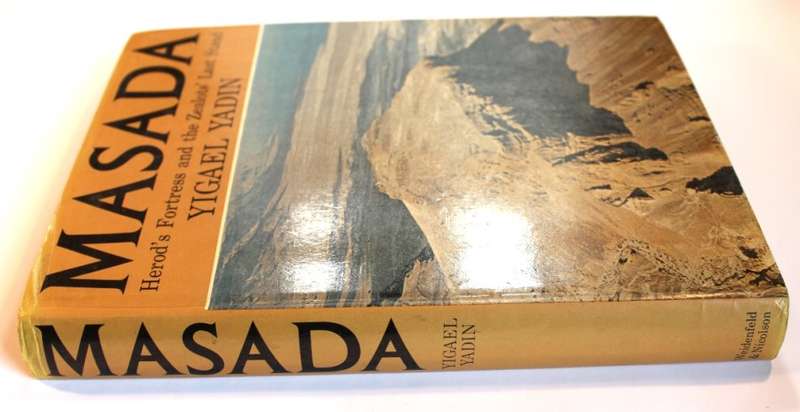 MASADA
Herod's Fortress and the Zealots' Last Stand
YIGAEL YADIN
MASADA
YIGAEL
YADIN
Weidenfeld
& Nicolson